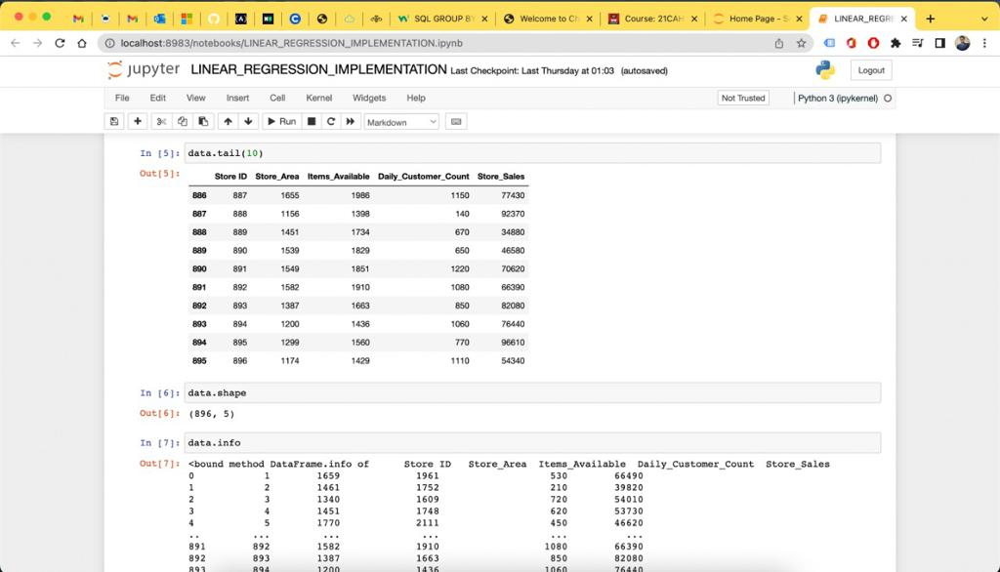 SQL GROUP BY
Welcome to Ch
Course: 21CAH
Home Page - S
LINEAR_REGRE
localhost:8983/notebooks/LINEAR_REGRESSION_IMPLEMENTATION.ipynb
jupyter LINEAR_REGRESSION_IMPLEMENTATION Last Checkpoint: Last Thursday at 01:03 (autosaved)
Logout
File Edit View Insert Cell Kernel Widgets Help
Not Trusted
Python 3 (ipykernel)
Run
Markdown
In [5]: data.tail(10)
Out[5]:
Store ID Store_Area Items_Available Daily_Customer_Count Store_Sales
886 887 1655 1986 1150 77430
887 888 1156 1398 140 92370
888 889 1451 1734 670 34880
889 890 1539 1829 650 46580
890 891 1549 1851 1220 70620
891 892 1582 1910 1080 66390
892 893 1387 1663 850 82080
893 894 1200 1436 1060 76440
894 895 1299 1560 770 96610
895 896 1174 1429 1110 54340
In [6]: data.shape
Out[6]: (896, 5)
In [7]: data.info
Out[7]: <bound method DataFrame.info of Store ID Store_Area Items_Available Daily_Customer_Count Store_Sales
0 1 1659 1961 530 66490
1 2 1461 1752 210 39820
2 3 1340 1609 720 54010
3 4 1451 1748 620 53730
4 5 1770 2111 450 46620
.. ... ... ... ... ...
891 892 1582 1910 1080 66390
892 893 1387 1663 850 82080
893 894 1200 1436 1060 76440